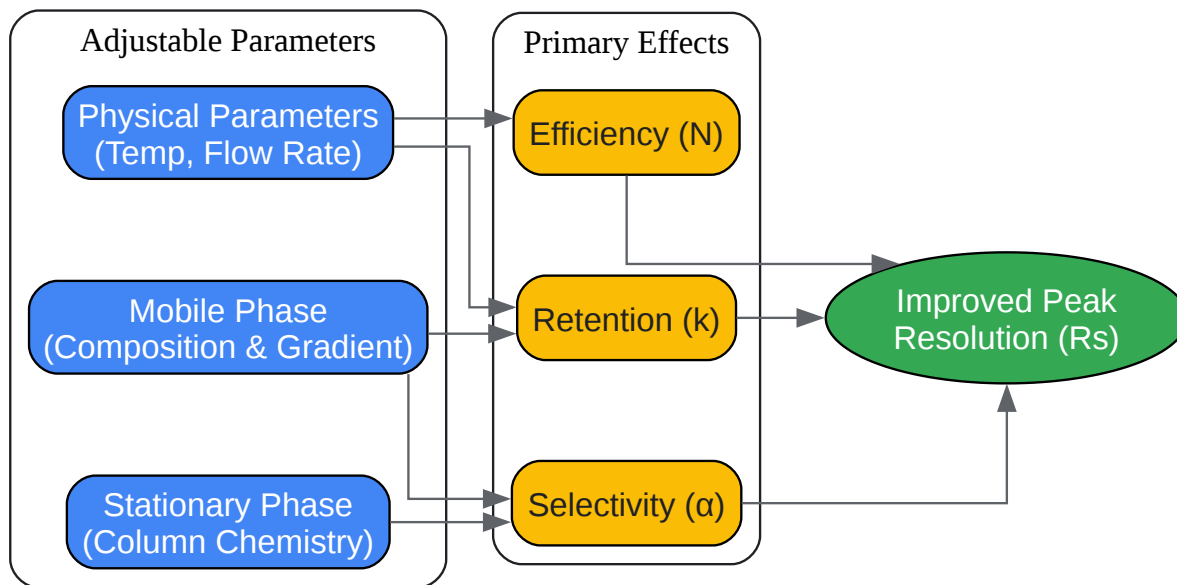 Adjustable Parameters
Physical Parameters
(Temp, Flow Rate)
Mobile Phase
(Composition & Gradient)
Stationary Phase
(Column Chemistry)
Primary Effects
Efficiency (N)
Retention (k)
Selectivity (α)
Improved Peak
Resolution (Rs)